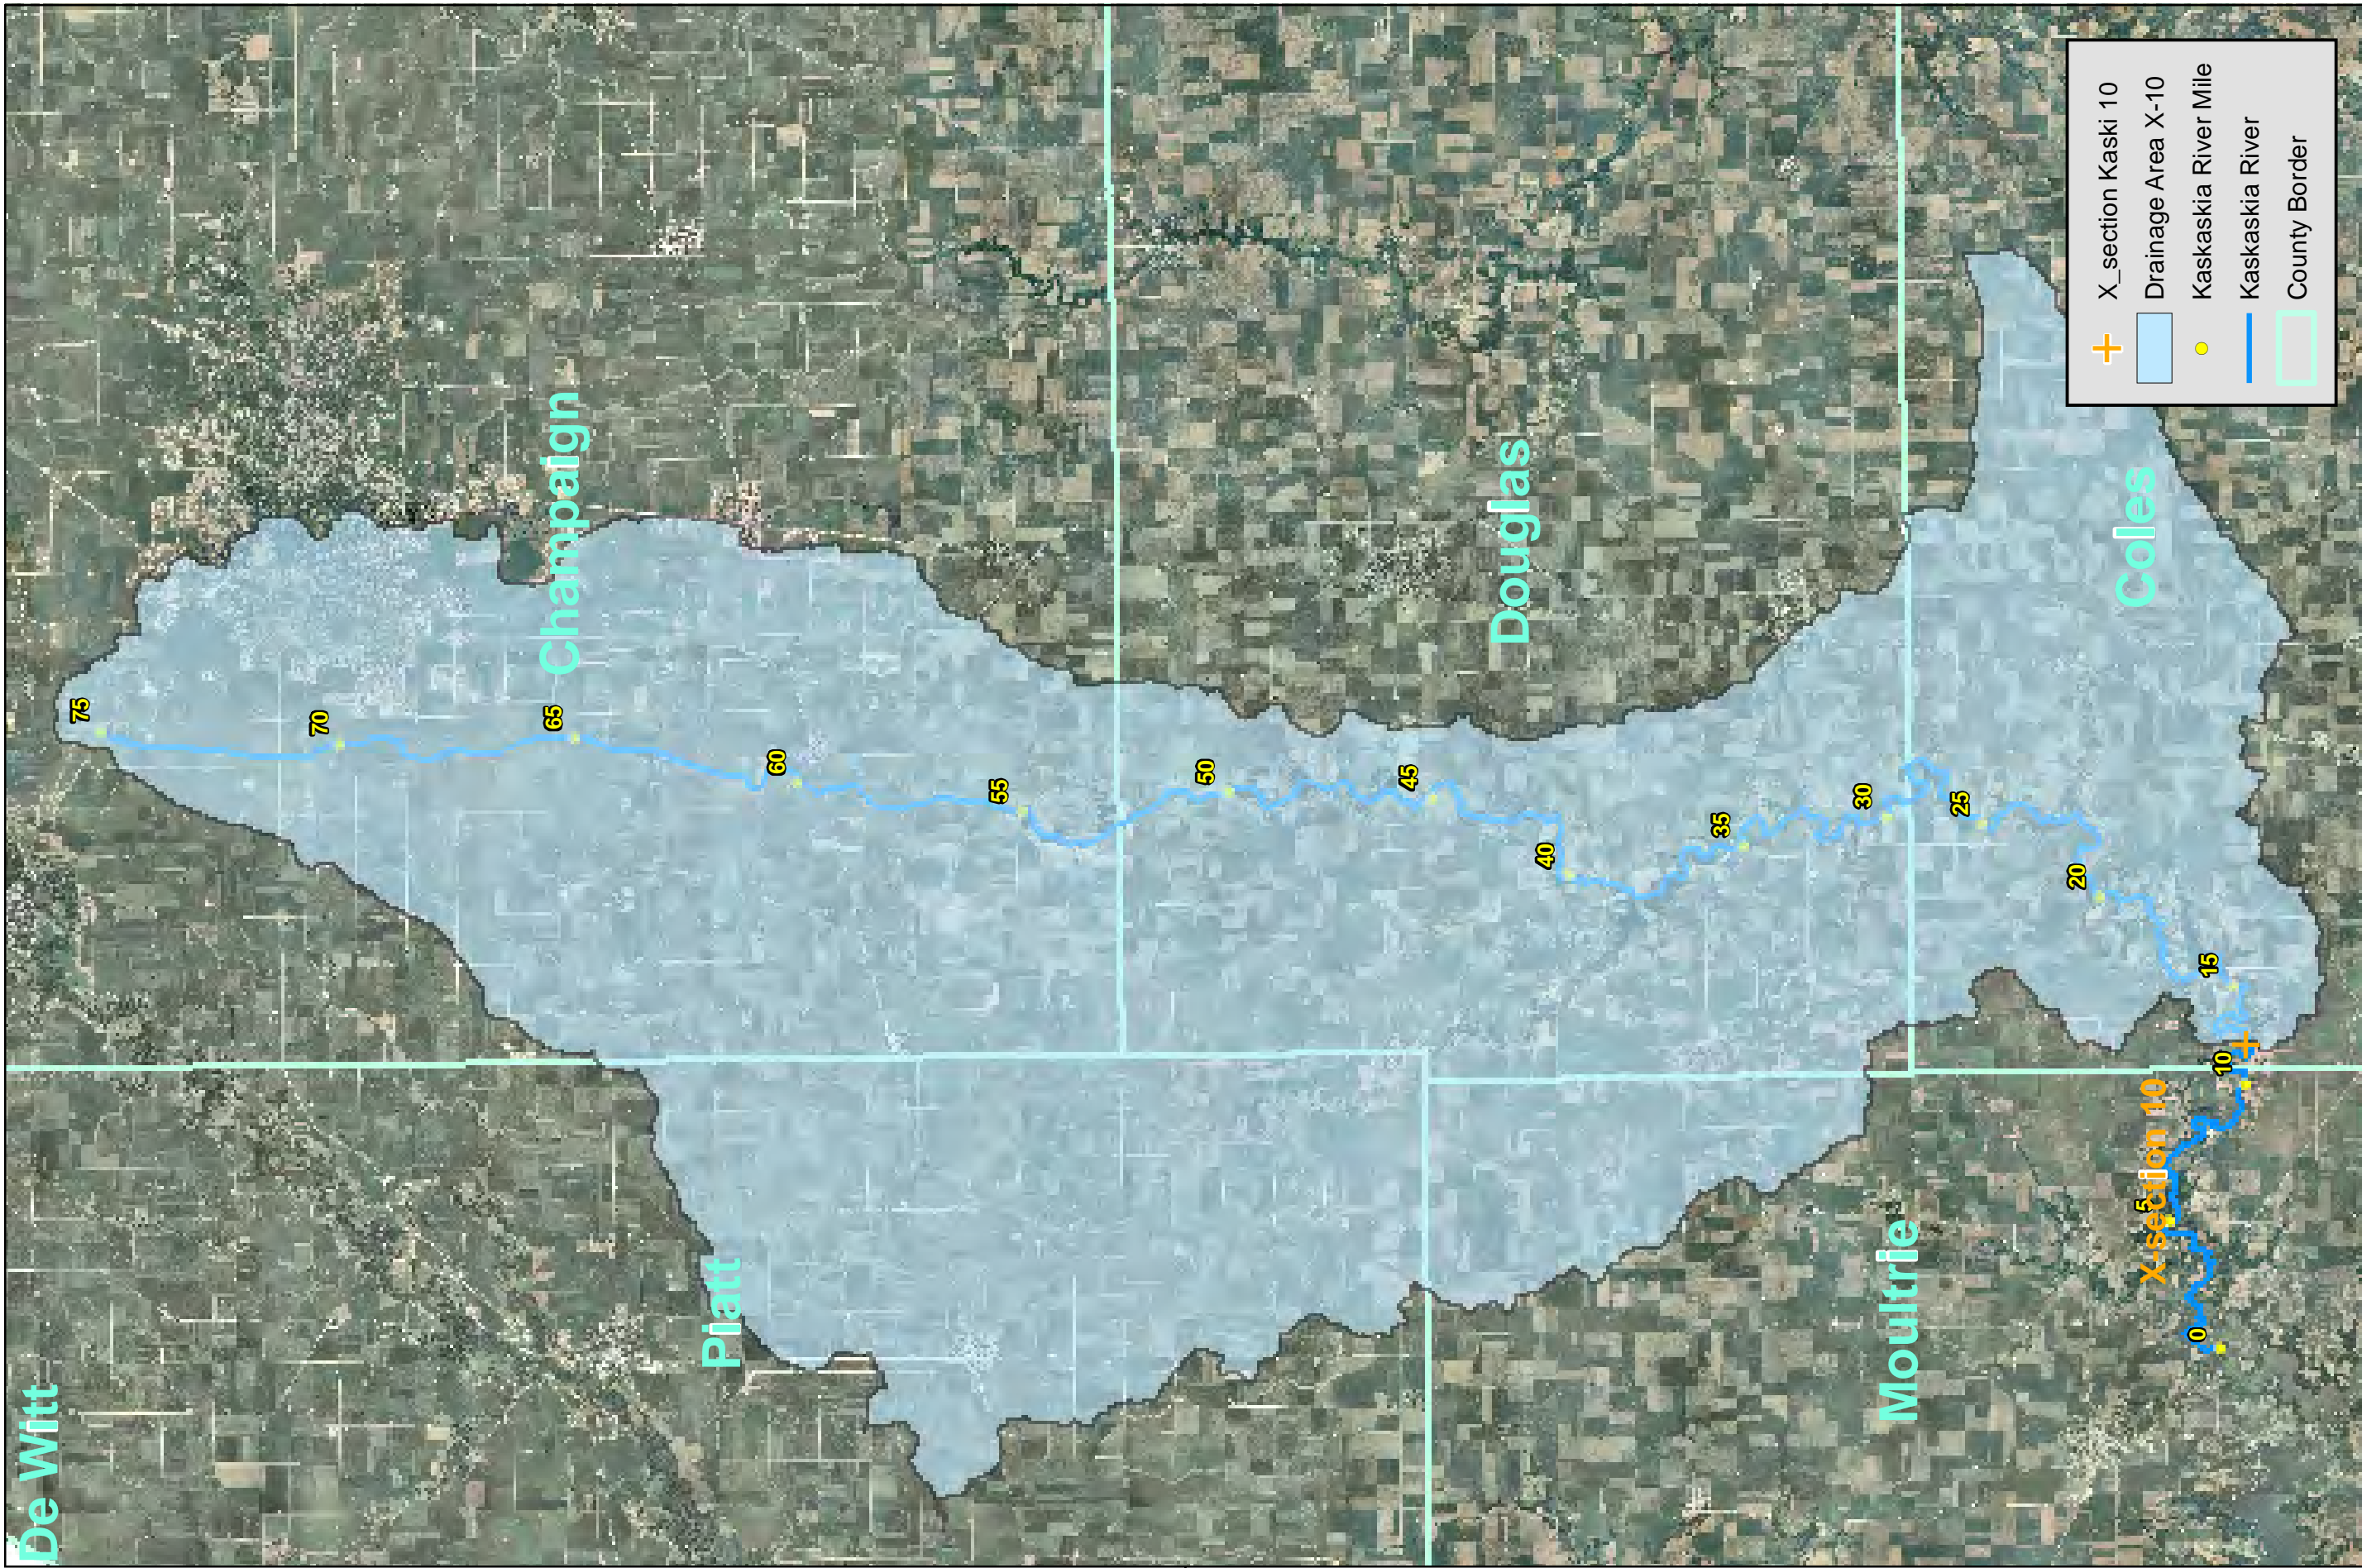 De Witt
Piatt
Champaign
Douglas
Moultrie
Coles
75
70
65
60
55
50
45
40
35
30
25
20
15
10
5
0
X-section 10
X_section Kaski 10
Drainage Area X-10
Kaskaskia River Mile
Kaskaskia River
County Border